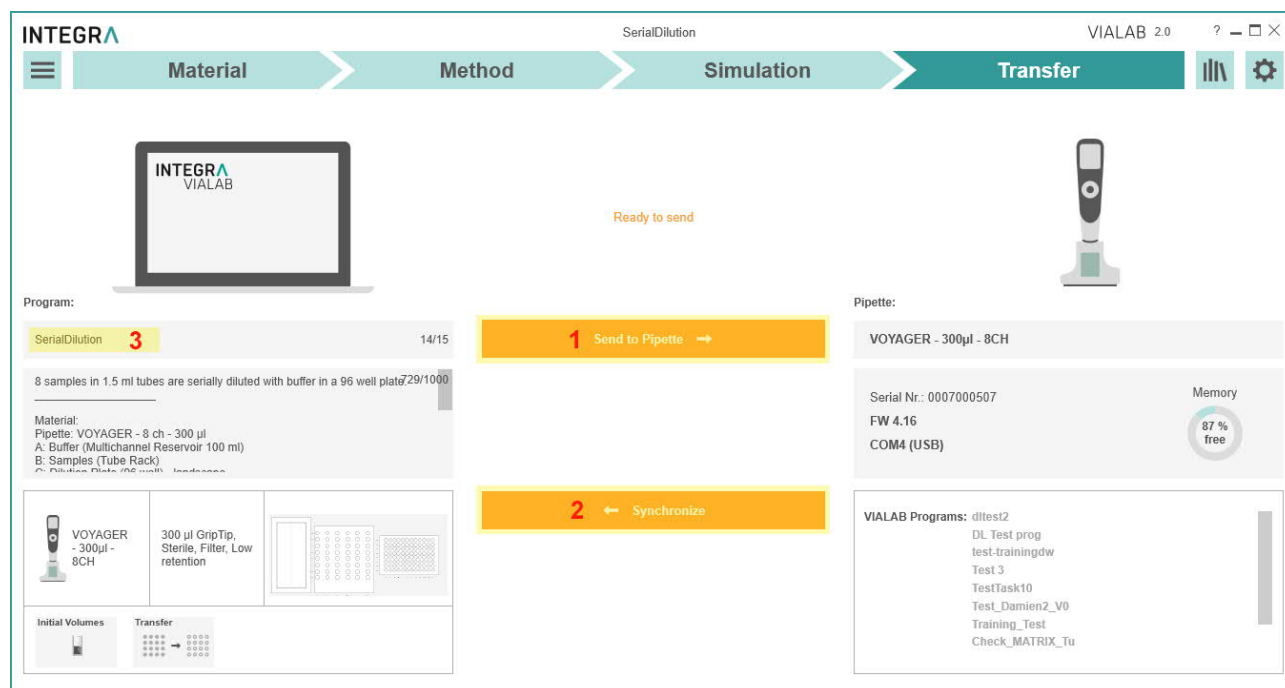 INTEGRA
SerialDilution
VIALAB 2.0
?
Material
Method
Simulation
Transfer
INTEGRA
VIALAB
Ready to send
Program:
Pipette:
SerialDilution 3
14/15
1 Send to Pipette →
VOYAGER - 300µl - 8CH
8 samples in 1.5 ml tubes are serially diluted with buffer in a 96 well plate
729/1000
Material:
Pipette: VOYAGER - 8 ch - 300 µl
A: Buffer (Multichannel Reservoir 100 ml)
B: Samples (Tube Rack)
C: Dilution Plate (96 well) - landscape
Serial Nr.: 0007000507
FW 4.16
COM4 (USB)
Memory
87 %
free
2 ← Synchronize
VOYAGER
- 300µl -
8CH
300 µl GripTip,
Sterile, Filter, Low
retention
Initial Volumes
Transfer
VIALAB Programs: dltest2
DL Test prog
test-trainingdw
Test 3
TestTask10
Test_Damien2_V0
Training_Test
Check_MATRIX_Tu